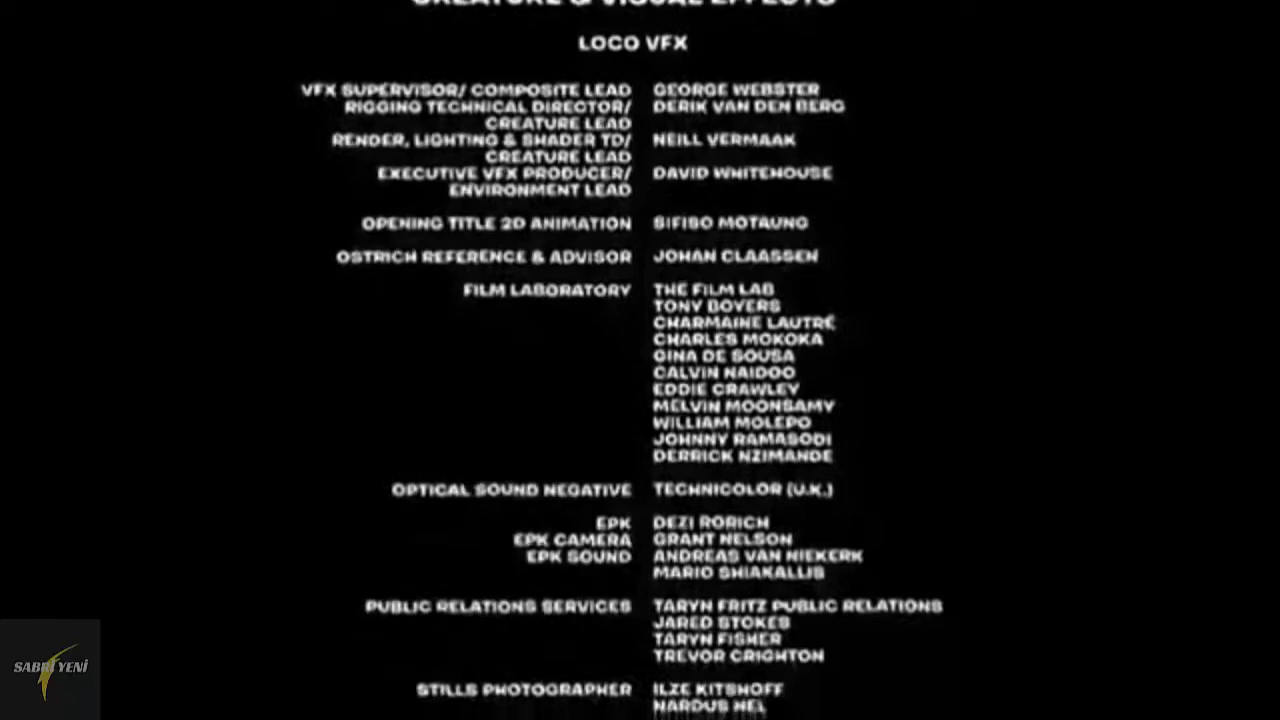 CREATURE & VISUAL EFFECTS
LOCO VFX
VFX SUPERVISOR/ COMPOSITE LEAD GEORGE WEBSTER
RIGGING TECHNICAL DIRECTOR/ DERIK VAN DEN BERG
CREATURE LEAD
RENDER, LIGHTING & SHADER TD/ NEILL VERMAAK
CREATURE LEAD
EXECUTIVE VFX PRODUCER/ DAVID WHITEHOUSE
ENVIRONMENT LEAD
OPENING TITLE 2D ANIMATION SIFISO MOTAUNG
OSTRICH REFERENCE & ADVISOR JOHAN CLAASSEN
FILM LABORATORY THE FILM LAB
TONY BOYERS
CHARMAINE LAUTRÉ
CHARLES MOKOKA
GINA DE SOUSA
CALVIN NAIDOO
EDDIE CRAWLEY
MELVIN MOONSAMY
WILLIAM MOLEPO
JOHNNY RAMASODI
DERRICK NZIMANDE
OPTICAL SOUND NEGATIVE TECHNICOLOR (U.K.)
EPK DEZI RORICH
EPK CAMERA GRANT NELSON
EPK SOUND ANDREAS VAN NIEKERK
MARIO SHIAKALLIS
PUBLIC RELATIONS SERVICES TARYN FRITZ PUBLIC RELATIONS
JARED STOKES
TARYN FISHER
TREVOR CRIGHTON
STILLS PHOTOGRAPHER ILZE KITSHOFF
NARDUS NEL
SABRİ YENİ